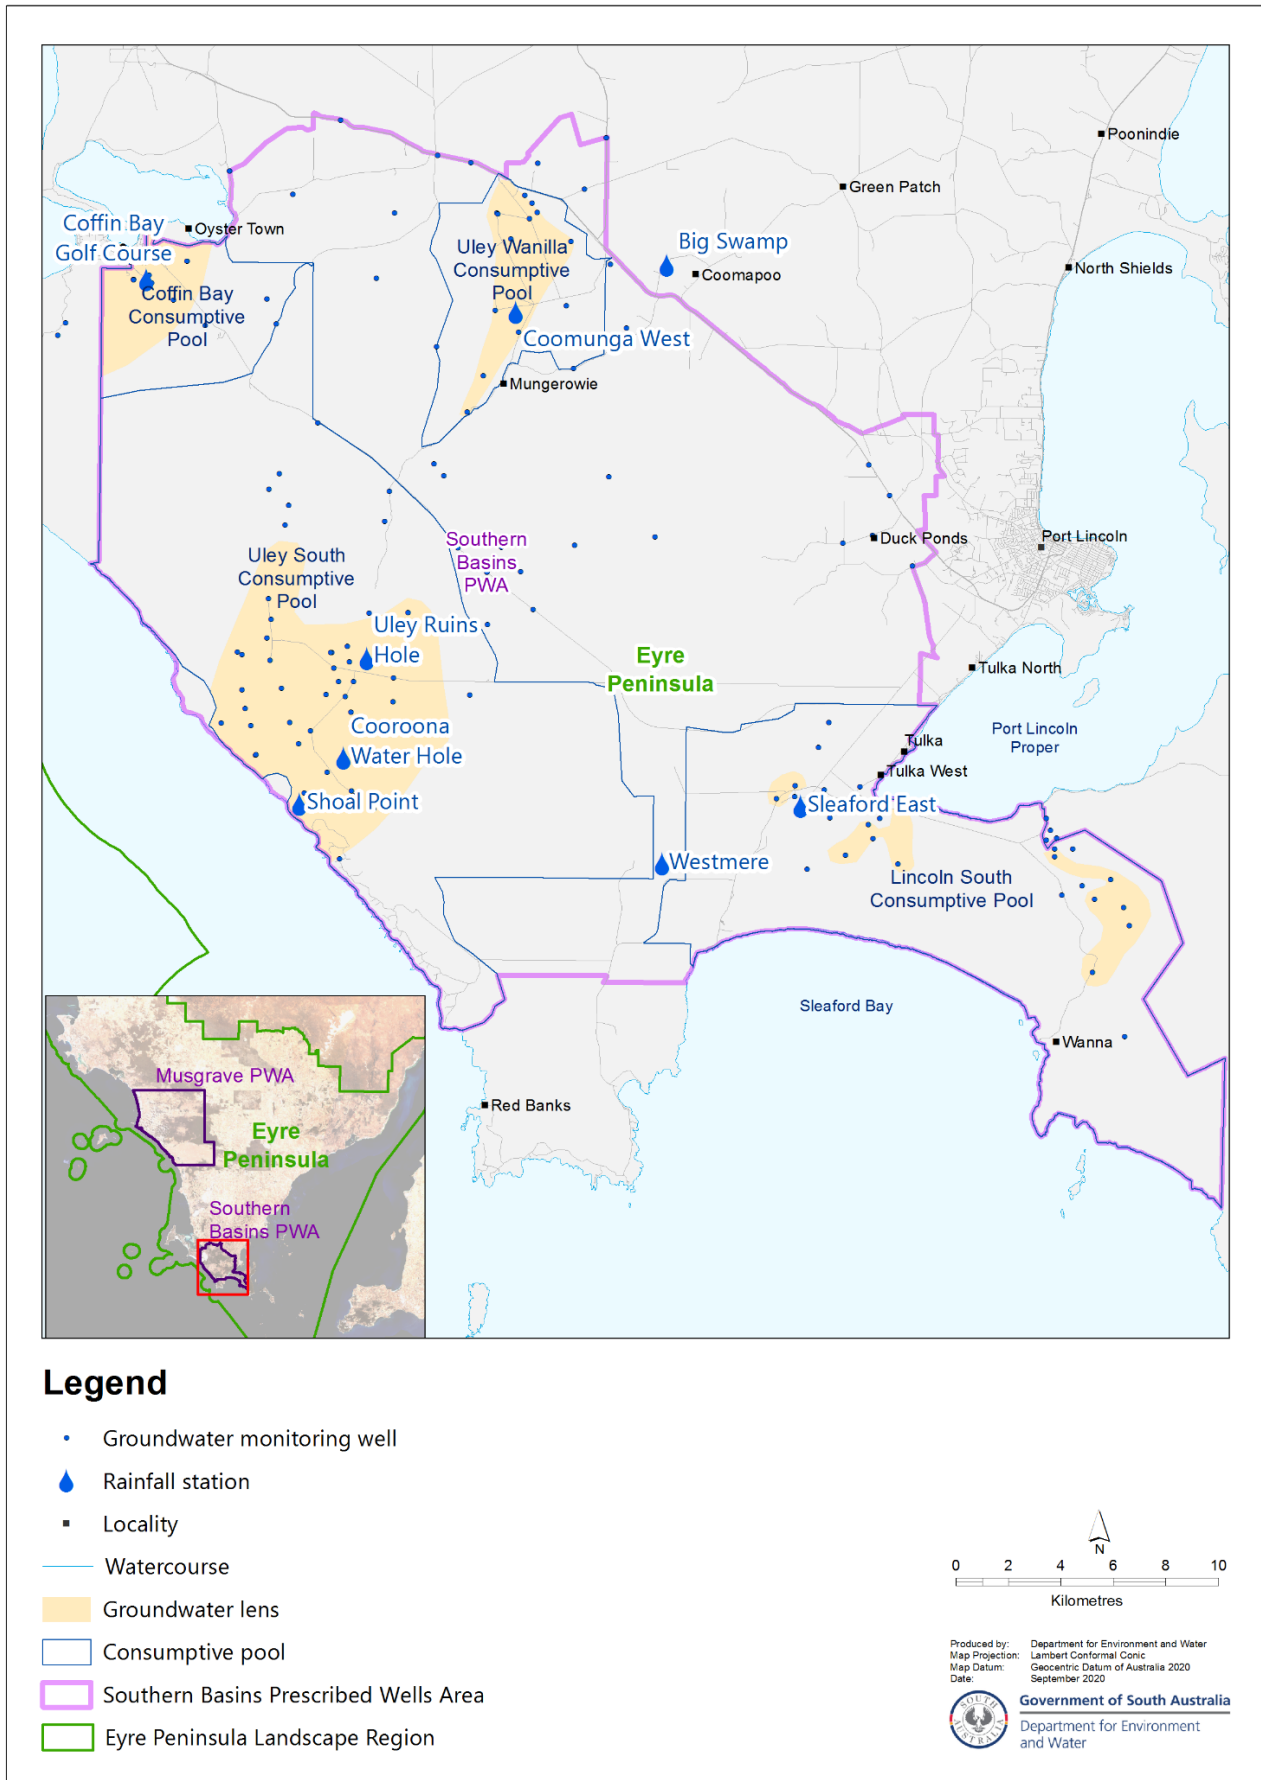 Poonindie
Green Patch
Coffin Bay
Golf Course
Oyster Town
Big Swamp
Uley Wanilla
Consumptive
Pool
Coomapoo
North Shields
Coffin Bay
Consumptive
Pool
Coomunga West
Mungerowie
Southern
Basins
PWA
Duck Ponds
Port Lincoln
Uley South
Consumptive
Pool
Uley Ruins
Hole
Eyre
Peninsula
Tulka North
Cooroona
Water Hole
Port Lincoln
Proper
Tulka
Tulka West
Shoal Point
Sleaford East
Westmere
Lincoln South
Consumptive Pool
Sleaford Bay
Wanna
Red Banks
Musgrave PWA
Eyre
Peninsula
Southern
Basins PWA
Legend
Groundwater monitoring well
Rainfall station
Locality
Watercourse
Groundwater lens
Consumptive pool
Southern Basins Prescribed Wells Area
Eyre Peninsula Landscape Region
N
0 2 4 6 8 10
Kilometres
Produced by: Department for Environment and Water
Map Projection: Lambert Conformal Conic
Map Datum: Geocentric Datum of Australia 2020
Date: September 2020
SOUTH AUSTRALIA
Government of South Australia
Department for Environment
and Water